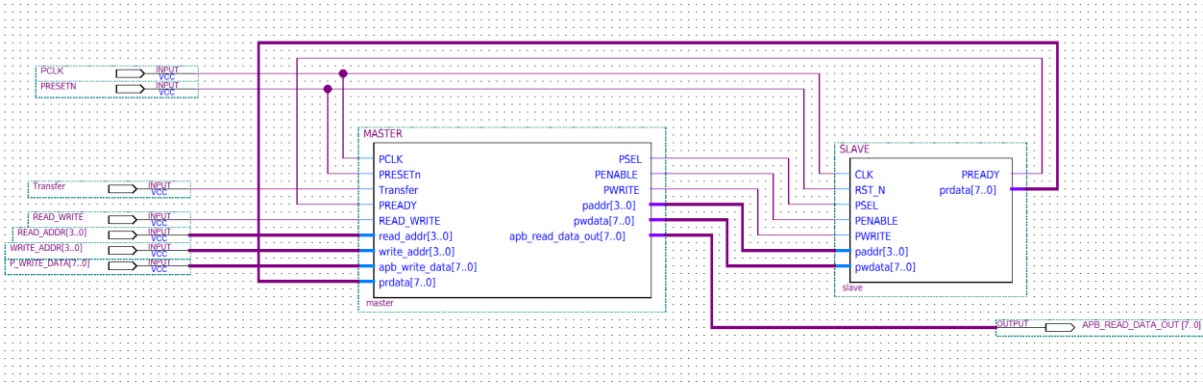 PCLK INPUT VCC
PRESETN INPUT VCC
Transfer INPUT VCC
READ_WRITE INPUT VCC
READ_ADDR[3..0] INPUT VCC
WRITE_ADDR[3..0] INPUT VCC
P_WRITE_DATA[7..0] INPUT VCC
MASTER
PCLK
PRESETn
Transfer
PREADY
READ_WRITE
read_addr[3..0]
write_addr[3..0]
apb_write_data[7..0]
prdata[7..0]
PSEL
PENABLE
PWRITE
paddr[3..0]
pwdata[7..0]
apb_read_data_out[7..0]
master
SLAVE
CLK
RST_N
PSEL
PENABLE
PWRITE
paddr[3..0]
pwdata[7..0]
PREADY
prdata[7..0]
slave
OUTPUT APB_READ_DATA_OUT [7..0]